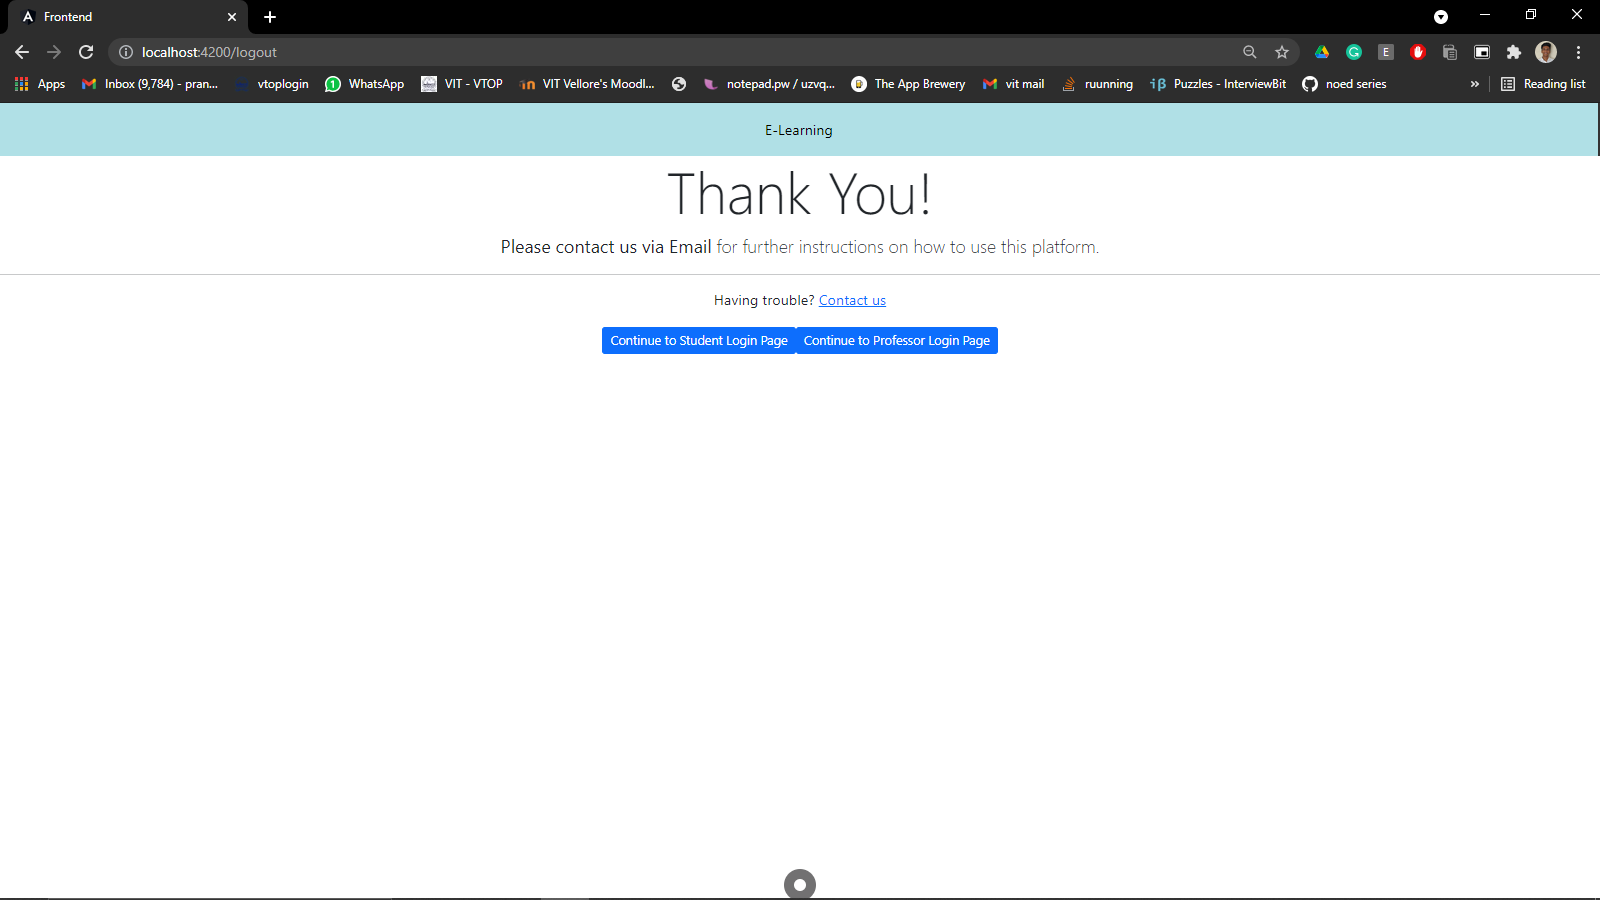 Frontend
localhost:4200/logout
Apps Inbox (9,784) - pran... vtoplogin WhatsApp VIT - VTOP VIT Vellore's Moodl... notepad.pw / uzvq... The App Brewery vit mail ruunning Puzzles - InterviewBit noed series » Reading list
E-Learning
Thank You!
Please contact us via Email for further instructions on how to use this platform.
Having trouble? Contact us
Continue to Student Login Page Continue to Professor Login Page